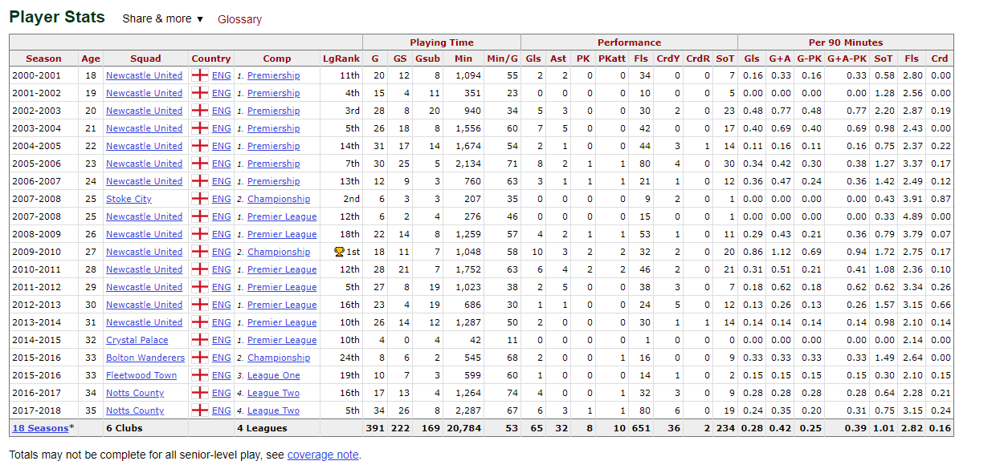 Player Stats Share & more ▼ Glossary
Playing Time Performance Per 90 Minutes
Season Age Squad Country Comp LgRank G GS Gsub Min Min/G Gls Ast PK PKatt Fls CrdY CrdR SoT Gls G+A G-PK G+A-PK SoT Fls Crd
2000-2001 18 Newcastle United ENG 1. Premiership 11th 20 12 8 1,094 55 2 2 0 0 34 0 0 7 0.16 0.33 0.16 0.33 0.58 2.80 0.00
2001-2002 19 Newcastle United ENG 1. Premiership 4th 15 4 11 351 23 0 0 0 0 10 0 0 5 0.00 0.00 0.00 0.00 1.28 2.56 0.00
2002-2003 20 Newcastle United ENG 1. Premiership 3rd 28 8 20 940 34 5 3 0 0 30 2 0 23 0.48 0.77 0.48 0.77 2.20 2.87 0.19
2003-2004 21 Newcastle United ENG 1. Premiership 5th 26 18 8 1,556 60 7 5 0 0 42 0 0 17 0.40 0.69 0.40 0.69 0.98 2.43 0.00
2004-2005 22 Newcastle United ENG 1. Premiership 14th 31 17 14 1,674 54 2 1 0 0 44 3 1 14 0.11 0.16 0.11 0.16 0.75 2.37 0.22
2005-2006 23 Newcastle United ENG 1. Premiership 7th 30 25 5 2,134 71 8 2 1 1 80 4 0 30 0.34 0.42 0.30 0.38 1.27 3.37 0.17
2006-2007 24 Newcastle United ENG 1. Premiership 13th 12 9 3 760 63 3 1 1 1 21 1 0 12 0.36 0.47 0.24 0.36 1.42 2.49 0.12
2007-2008 25 Stoke City ENG 2. Championship 2nd 6 3 3 207 35 0 0 0 0 9 2 0 1 0.00 0.00 0.00 0.00 0.43 3.91 0.87
2007-2008 25 Newcastle United ENG 1. Premier League 12th 6 2 4 276 46 0 0 0 0 15 0 0 1 0.00 0.00 0.00 0.00 0.33 4.89 0.00
2008-2009 26 Newcastle United ENG 1. Premier League 18th 22 14 8 1,259 57 4 2 1 1 53 1 0 11 0.29 0.43 0.21 0.36 0.79 3.79 0.07
2009-2010 27 Newcastle United ENG 2. Championship 1st 18 11 7 1,048 58 10 3 2 2 32 2 0 20 0.86 1.12 0.69 0.94 1.72 2.75 0.17
2010-2011 28 Newcastle United ENG 1. Premier League 12th 28 21 7 1,752 63 6 4 2 2 46 2 0 21 0.31 0.51 0.21 0.41 1.08 2.36 0.10
2011-2012 29 Newcastle United ENG 1. Premier League 5th 27 8 19 1,023 38 2 5 0 0 38 3 0 7 0.18 0.62 0.18 0.62 0.62 3.34 0.26
2012-2013 30 Newcastle United ENG 1. Premier League 16th 23 4 19 686 30 1 1 0 0 24 5 0 12 0.13 0.26 0.13 0.26 1.57 3.15 0.66
2013-2014 31 Newcastle United ENG 1. Premier League 10th 26 14 12 1,287 50 2 0 0 0 30 1 1 14 0.14 0.14 0.14 0.14 0.98 2.10 0.14
2014-2015 32 Crystal Palace ENG 1. Premier League 10th 4 0 4 42 11 0 0 0 0 1 0 0 0 0.00 0.00 0.00 0.00 0.00 2.14 0.00
2015-2016 33 Bolton Wanderers ENG 2. Championship 24th 8 6 2 545 68 2 0 0 1 16 0 0 9 0.33 0.33 0.33 0.33 1.49 2.64 0.00
2015-2016 33 Fleetwood Town ENG 3. League One 19th 10 7 3 599 60 1 0 0 0 14 1 0 2 0.15 0.15 0.15 0.15 0.30 2.10 0.15
2016-2017 34 Notts County ENG 4. League Two 16th 17 13 4 1,264 74 4 0 0 1 32 3 0 9 0.28 0.28 0.28 0.28 0.64 2.28 0.21
2017-2018 35 Notts County ENG 4. League Two 5th 34 26 8 2,287 67 6 3 1 1 80 6 0 19 0.24 0.35 0.20 0.31 0.75 3.15 0.24
18 Seasons* 6 Clubs 4 Leagues 391 222 169 20,784 53 65 32 8 10 651 36 2 234 0.28 0.42 0.25 0.39 1.01 2.82 0.16
Totals may not be complete for all senior-level play, see coverage note.